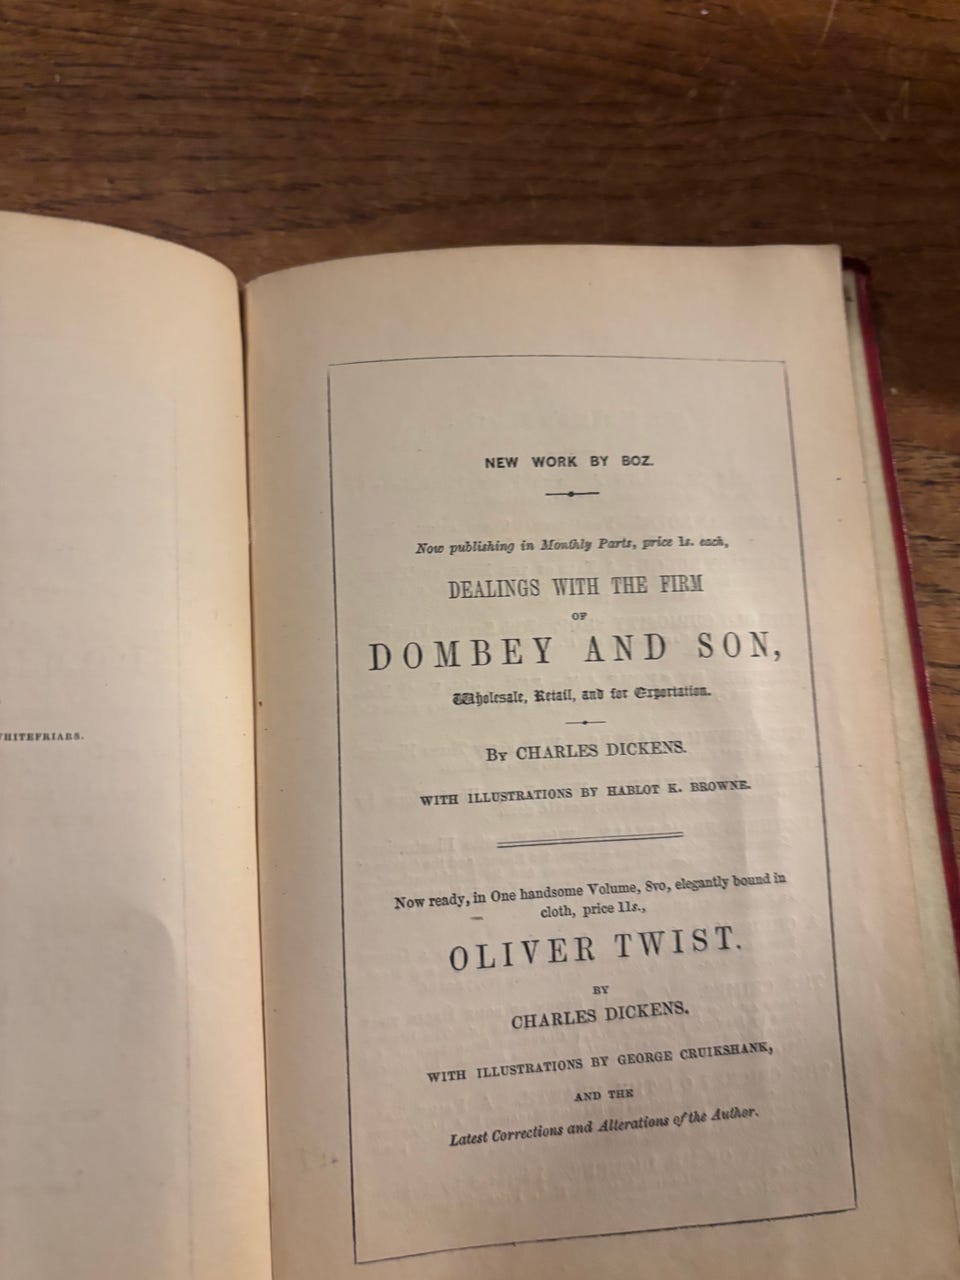 HITEFRIARS.
NEW WORK BY BOZ.
Now publishing in Monthly Parts, price 1s. each,
DEALINGS WITH THE FIRM
OF
DOMBEY AND SON,
Wholesale, Retail, and for Exportation.
By CHARLES DICKENS.
WITH ILLUSTRATIONS BY HABLOT K. BROWNE.
Now ready, in One handsome Volume, 8vo, elegantly bound in
cloth, price 11s.,
OLIVER TWIST.
BY
CHARLES DICKENS.
WITH ILLUSTRATIONS BY GEORGE CRUIKSHANK,
AND THE
Latest Corrections and Alterations of the Author.